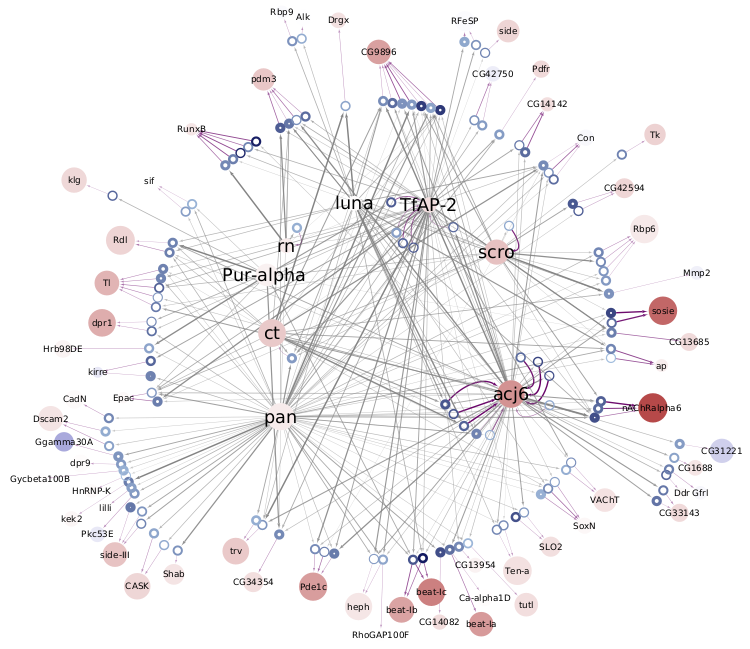 Rbp9
Alk
Drgx
RFeSP
side
CG9896
CG42750
Pdfr
pdm3
CG14142
RunxB
Con
Tk
klg
sif
CG42594
luna
TfAP-2
Rbp6
Rdl
rn
scro
Pur-alpha
Mmp2
Tl
sosie
dpr1
ct
CG13685
Hrb98DE
ap
kirre
Epac
acj6
nAChRalpha6
CadN
pan
Dscam2
Ggamma30A
CG31221
dpr9
CG1688
Gycbeta100B
HnRNP-K
Ddr
Gfrl
VAChT
lilli
CG33143
kek2
SoxN
Pkc53E
side-III
trv
SLO2
CG13954
Ten-a
Shab
CASK
CG34354
Pde1c
beat-Ic
heph
beat-Ib
Ca-alpha1D
tutl
CG14082
beat-Ia
RhoGAP100F